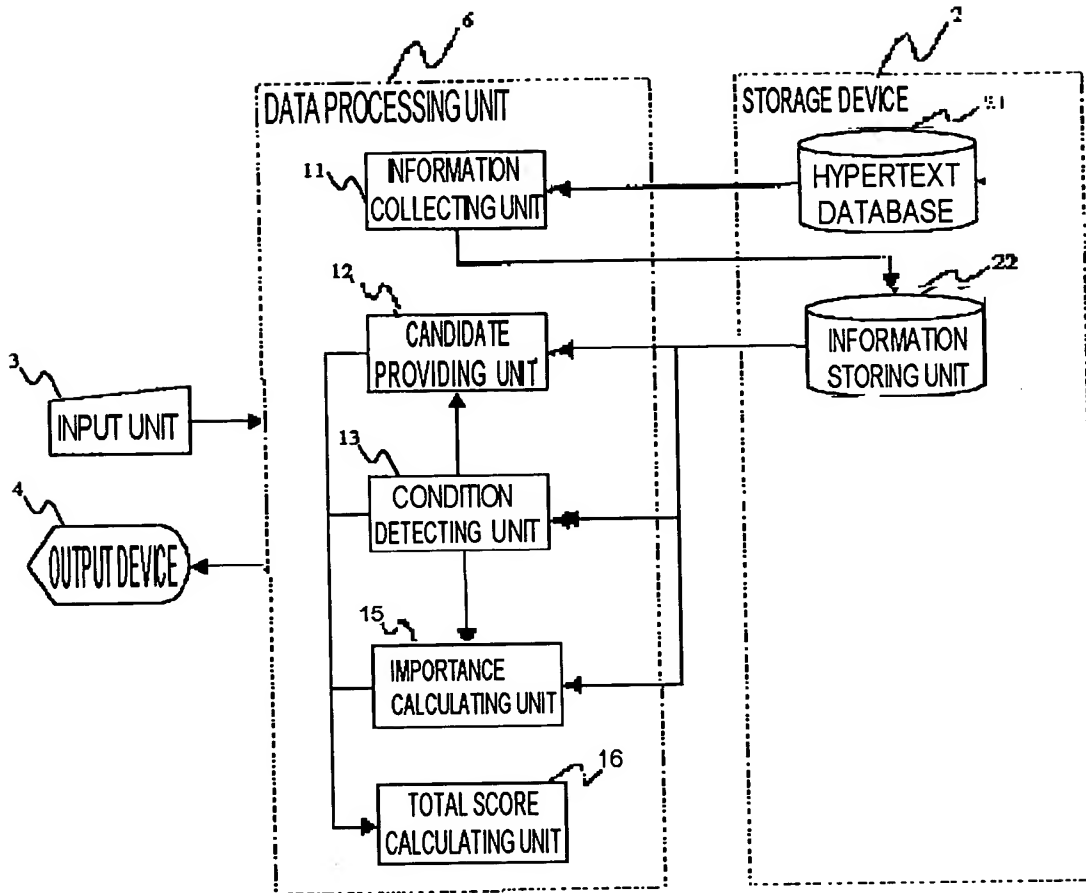 6
2
DATA PROCESSING UNIT
STORAGE DEVICE
11
INFORMATION
COLLECTING UNIT
HYPERTEXT
DATABASE
12
CANDIDATE
PROVIDING UNIT
22
INFORMATION
STORING UNIT
3
INPUT UNIT
13
CONDITION
DETECTING UNIT
4
OUTPUT DEVICE
15
IMPORTANCE
CALCULATING UNIT
16
TOTAL SCORE
CALCULATING UNIT